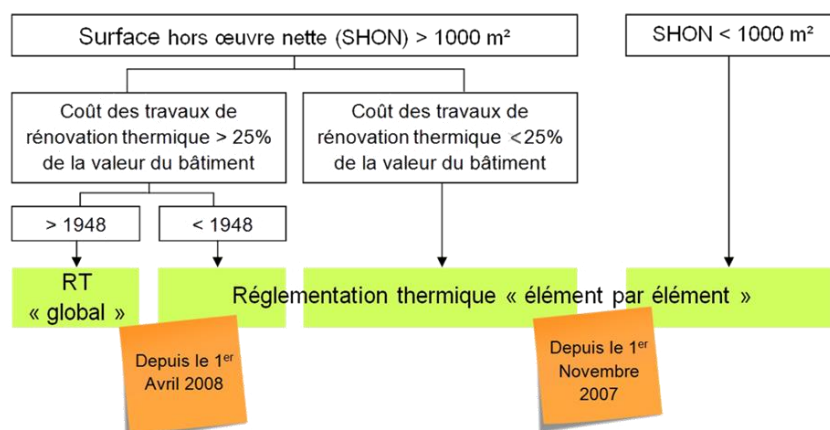 Surface hors œuvre nette (SHON) > 1000 m²
SHON < 1000 m²
Coût des travaux de
rénovation thermique > 25%
de la valeur du bâtiment
Coût des travaux de
rénovation thermique <25%
de la valeur du bâtiment
> 1948
< 1948
RT
« global »
Réglementation thermique « élément par élément »
Depuis le 1er
Avril 2008
Depuis le 1er
Novembre
2007